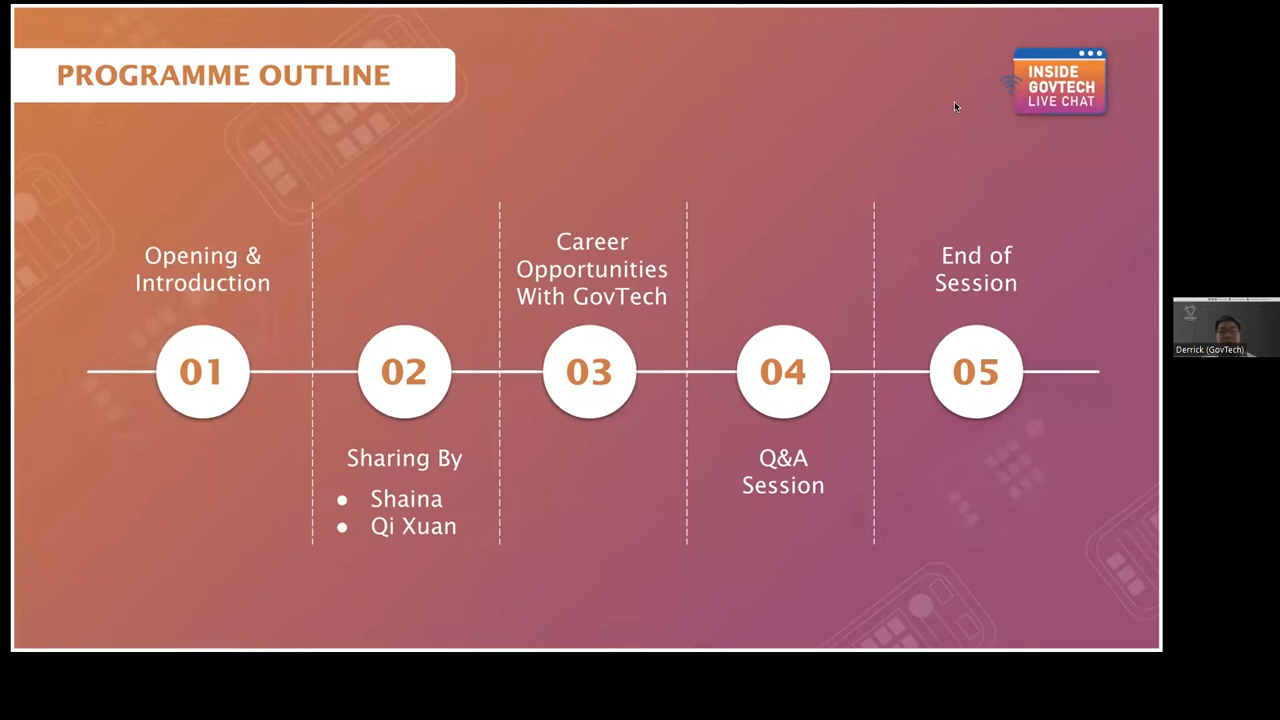 PROGRAMME OUTLINE
INSIDE
GOVTECH
LIVE CHAT
Opening &
Introduction
Career
Opportunities
With GovTech
End of
Session
01
02
03
04
05
Sharing By
● Shaina
● Qi Xuan
Q&A
Session
Derrick (GovTech)